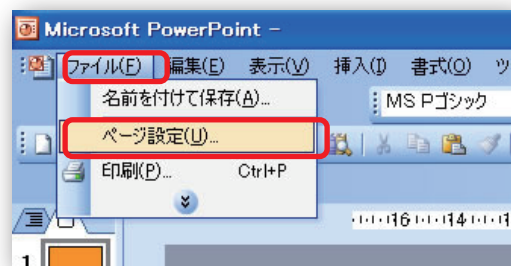 Microsoft PowerPoint -
ファイル(F) 編集(E) 表示(V) 挿入(I) 書式(O) ツ
名前を付けて保存(A)...
MS Pゴシック
ページ設定(U)...
印刷(P)... Ctrl+P
16 14 1
1